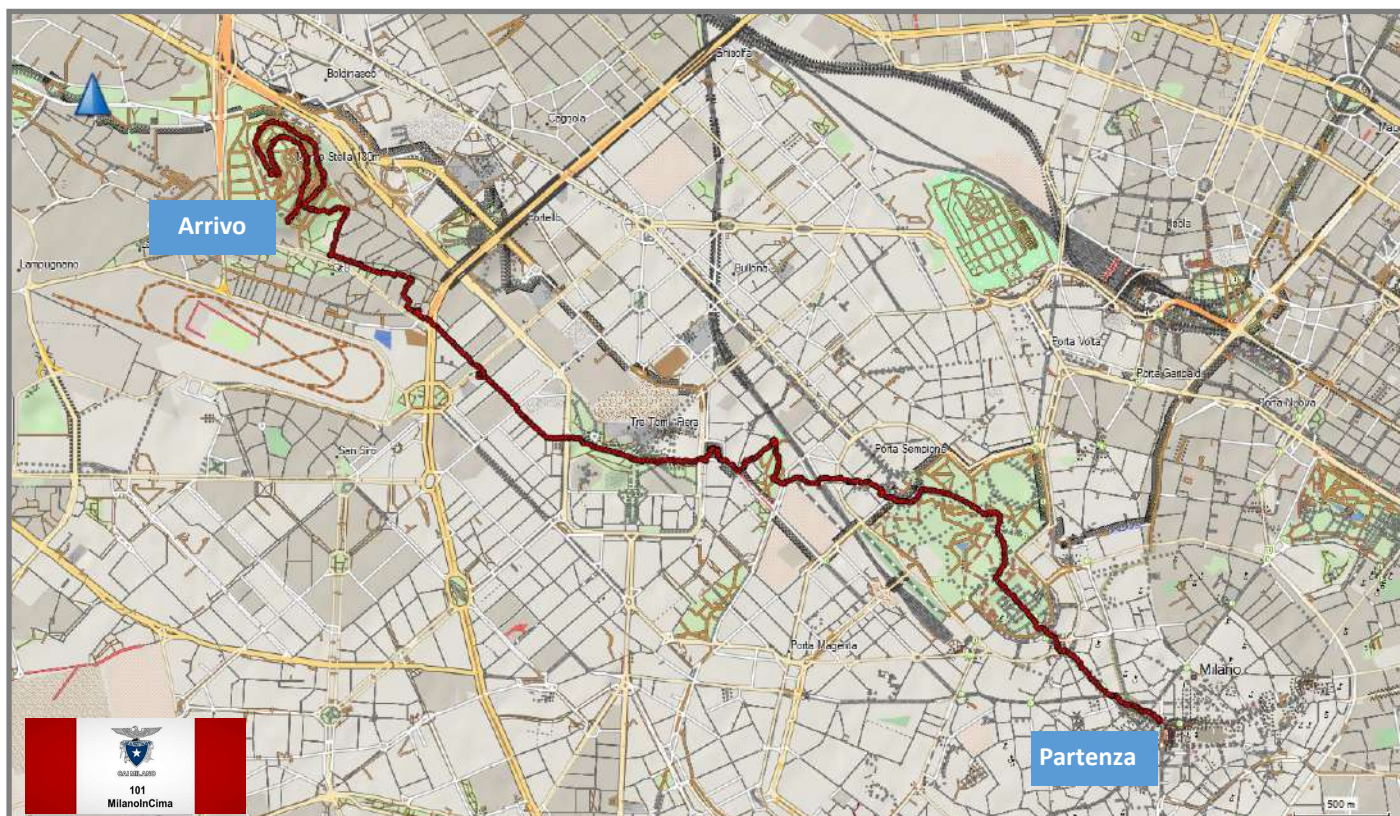 Ghisolfa
Boldinasco
Cagnola
Monte Stella 180m
Portello
Isola
Arrivo
Lampugnano
Bullona
Porta Volta
Porta Garibaldi
Porta Nuova
Tre Torri
Fiera
San Siro
Porta Sempione
Porta Magenta
Milano
Partenza
CAI MILANO
101
MilanoInCima
500 m